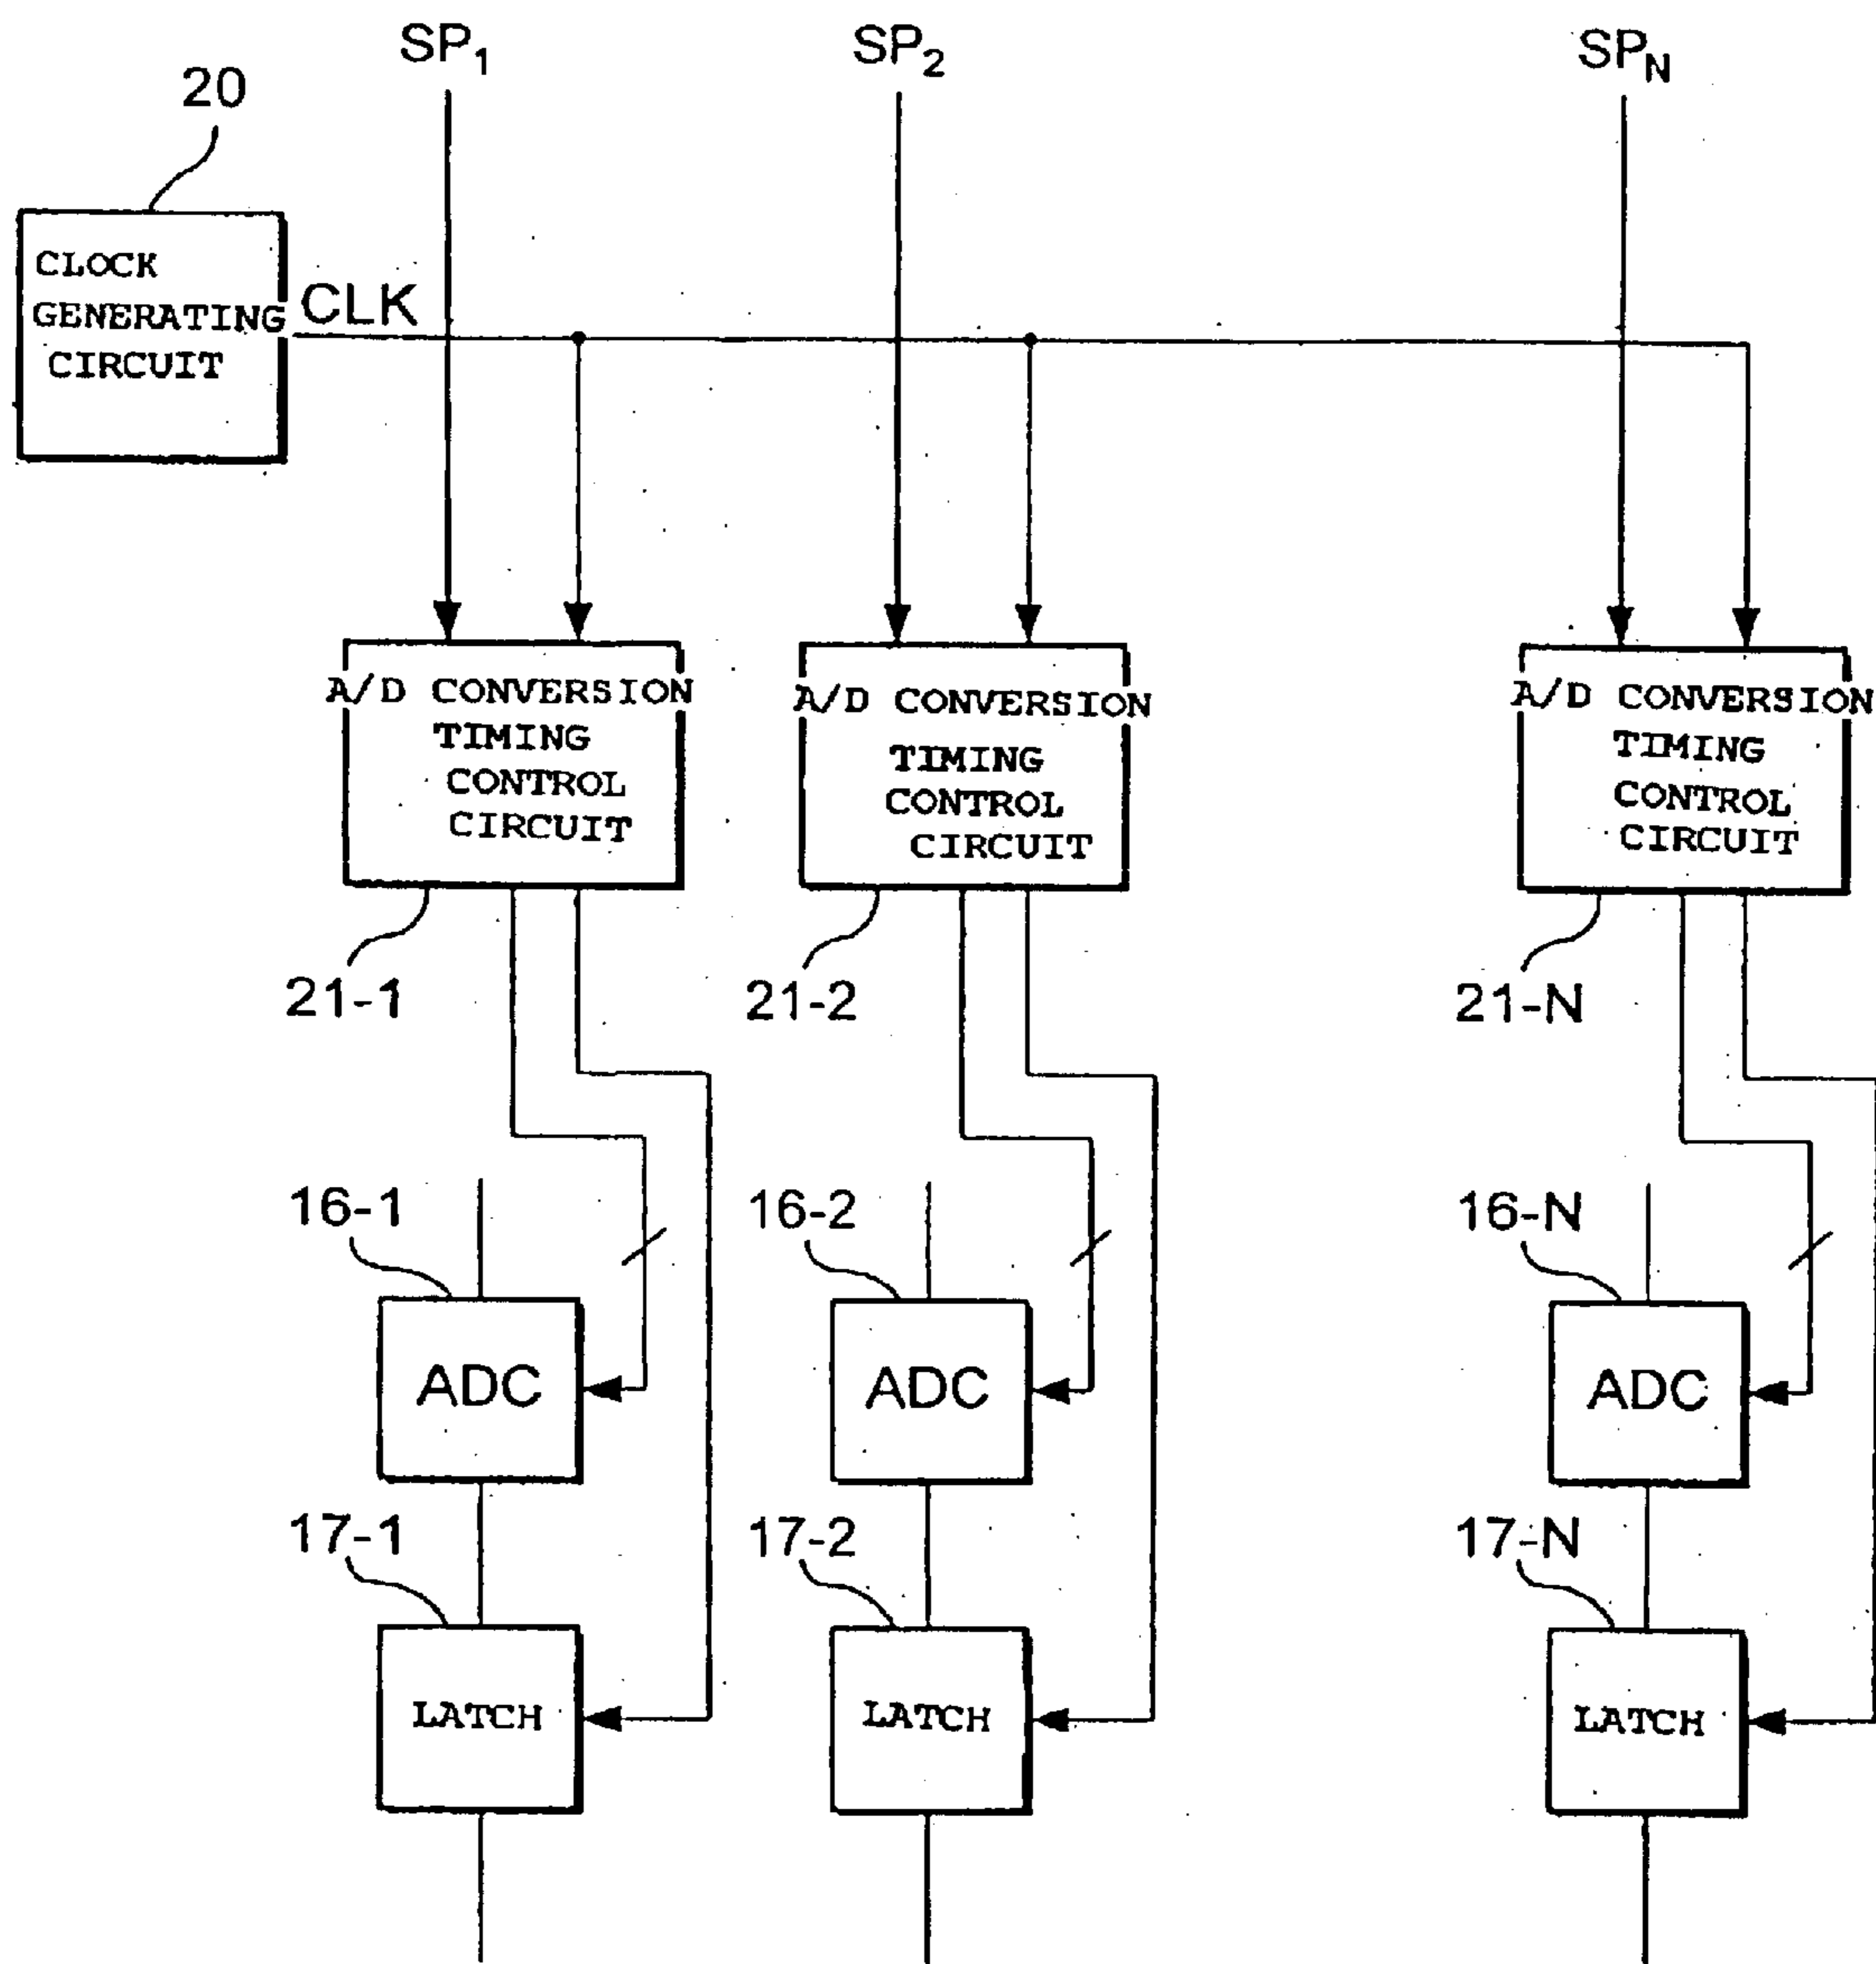 SP1
SP2
SPN
20
CLOCK
GENERATING
CIRCUIT
CLK
A/D CONVERSION
TIMING
CONTROL
CIRCUIT
A/D CONVERSION
TIMING
CONTROL
CIRCUIT
A/D CONVERSION
TIMING
CONTROL
CIRCUIT
21-1
21-2
21-N
16-1
16-2
16-N
ADC
ADC
ADC
17-1
17-2
17-N
LATCH
LATCH
LATCH